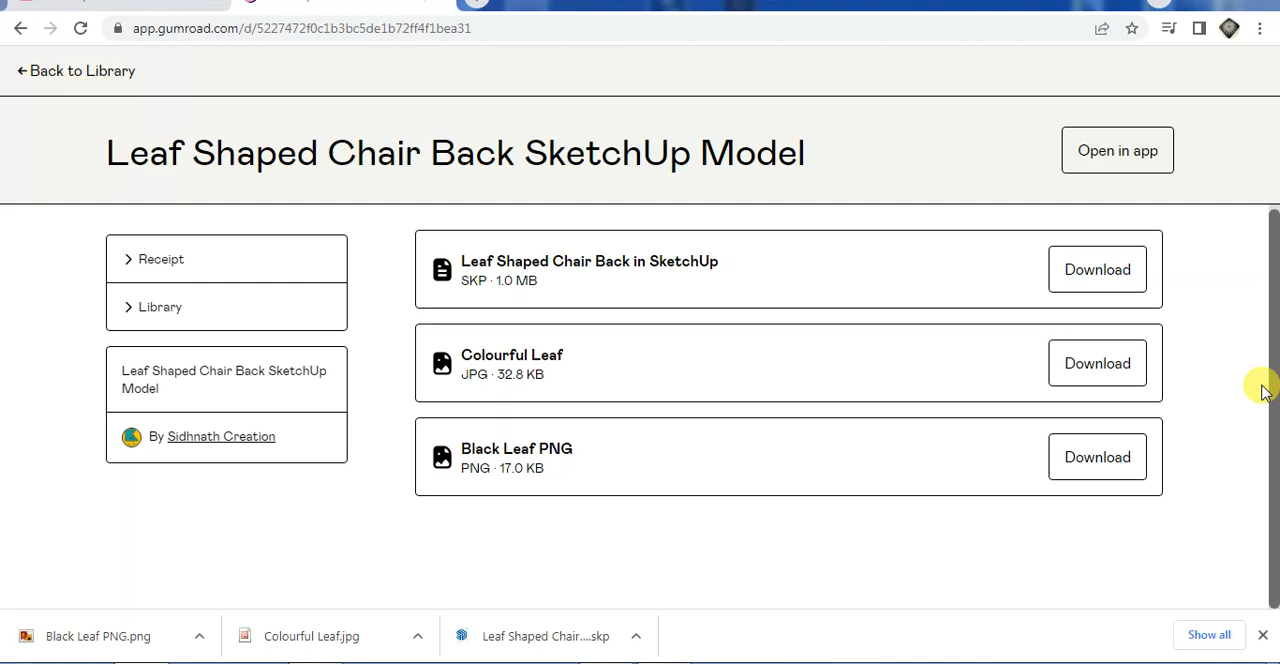 app.gumroad.com/d/5227472f0c1b3bc5de1b72ff4f1bea31
←Back to Library
Leaf Shaped Chair Back SketchUp Model
Open in app
Receipt
Library
Leaf Shaped Chair Back SketchUp
Model
By Sidhnath Creation
Leaf Shaped Chair Back in SketchUp
SKP · 1.0 MB
Download
Colourful Leaf
JPG · 32.8 KB
Download
Black Leaf PNG
PNG · 17.0 KB
Download
Black Leaf PNG.png
Colourful Leaf.jpg
Leaf Shaped Chair....skp
Show all